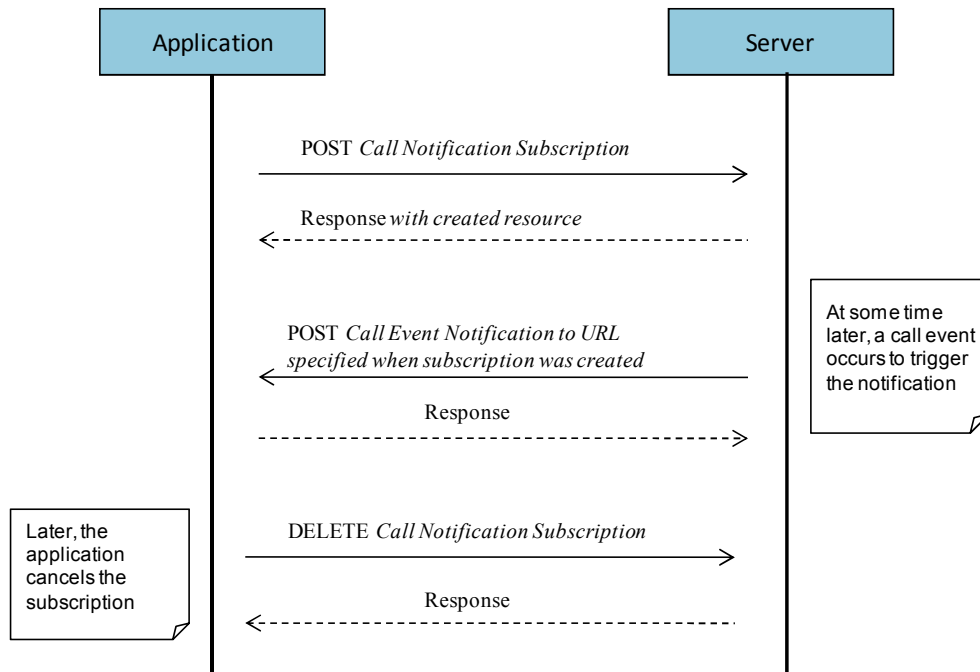 Application
Server
POST Call Notification Subscription
Response with created resource
At some time
later, a call event
occurs to trigger
the notification
POST Call Event Notification to URL
specified when subscription was created
Response
Later, the
application
cancels the
subscription
DELETE Call Notification Subscription
Response